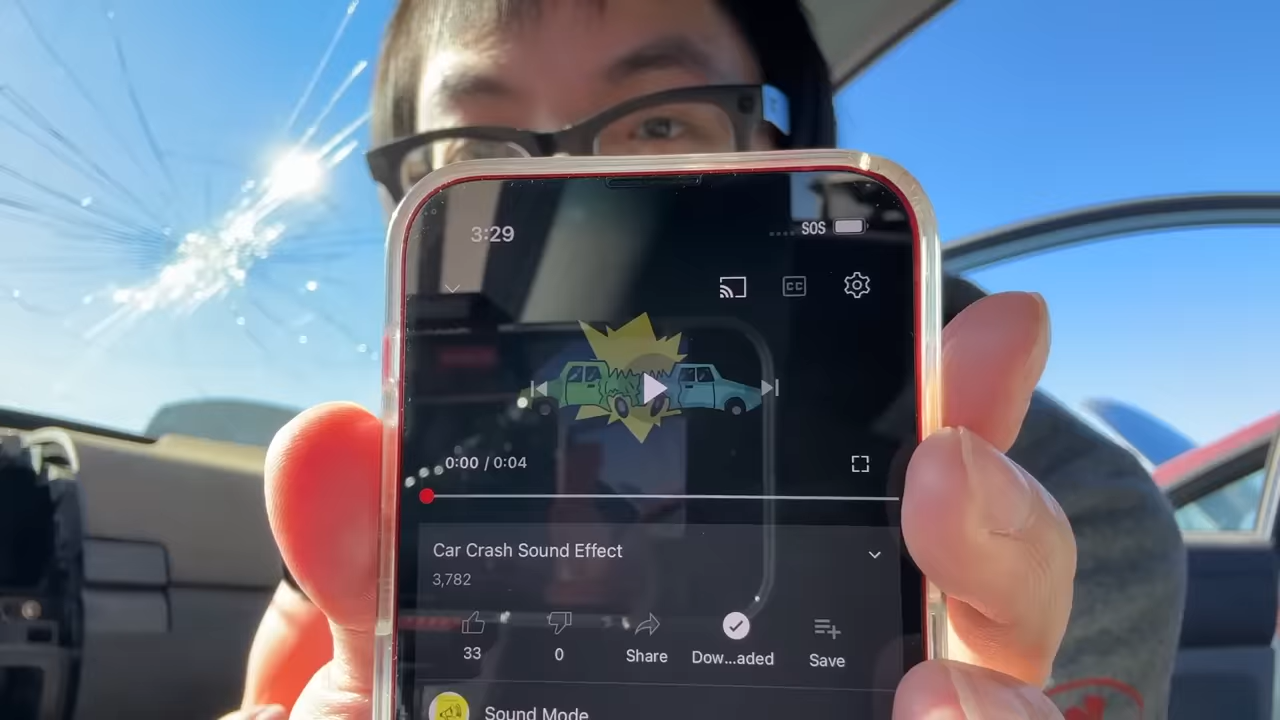 3:29
SOS
CC
0:00 / 0:04
Car Crash Sound Effect
3,782
33
0
Share
Dow...aded
Save
Sound Mode